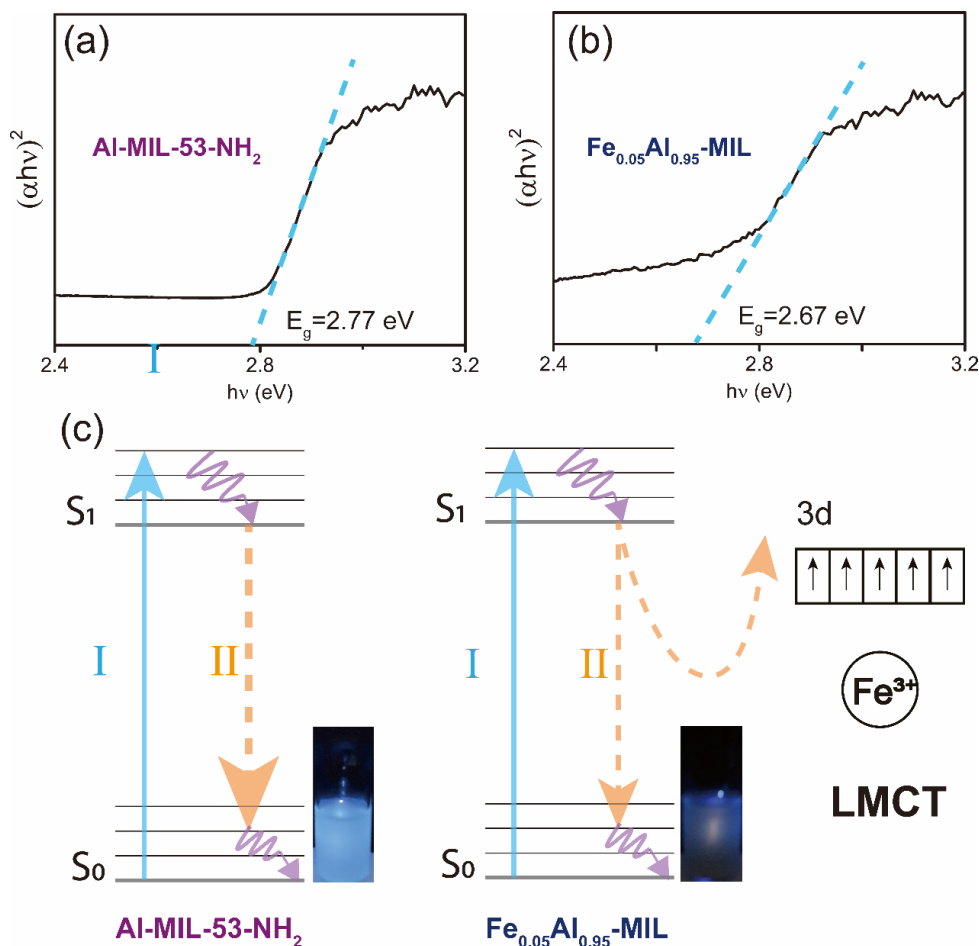 (a)
Al-MIL-53-NH₂
(αhν)²
E_g=2.77 eV
I
2.4 2.8 3.2
hν (eV)
(b)
Fe₀.₀₅Al₀.₉₅-MIL
(αhν)²
E_g=2.67 eV
2.4 2.8 3.2
hν (eV)
(c)
S₁
I
II
S₀
Al-MIL-53-NH₂
S₁
I
II
S₀
Fe₀.₀₅Al₀.₉₅-MIL
3d
Fe³⁺
LMCT